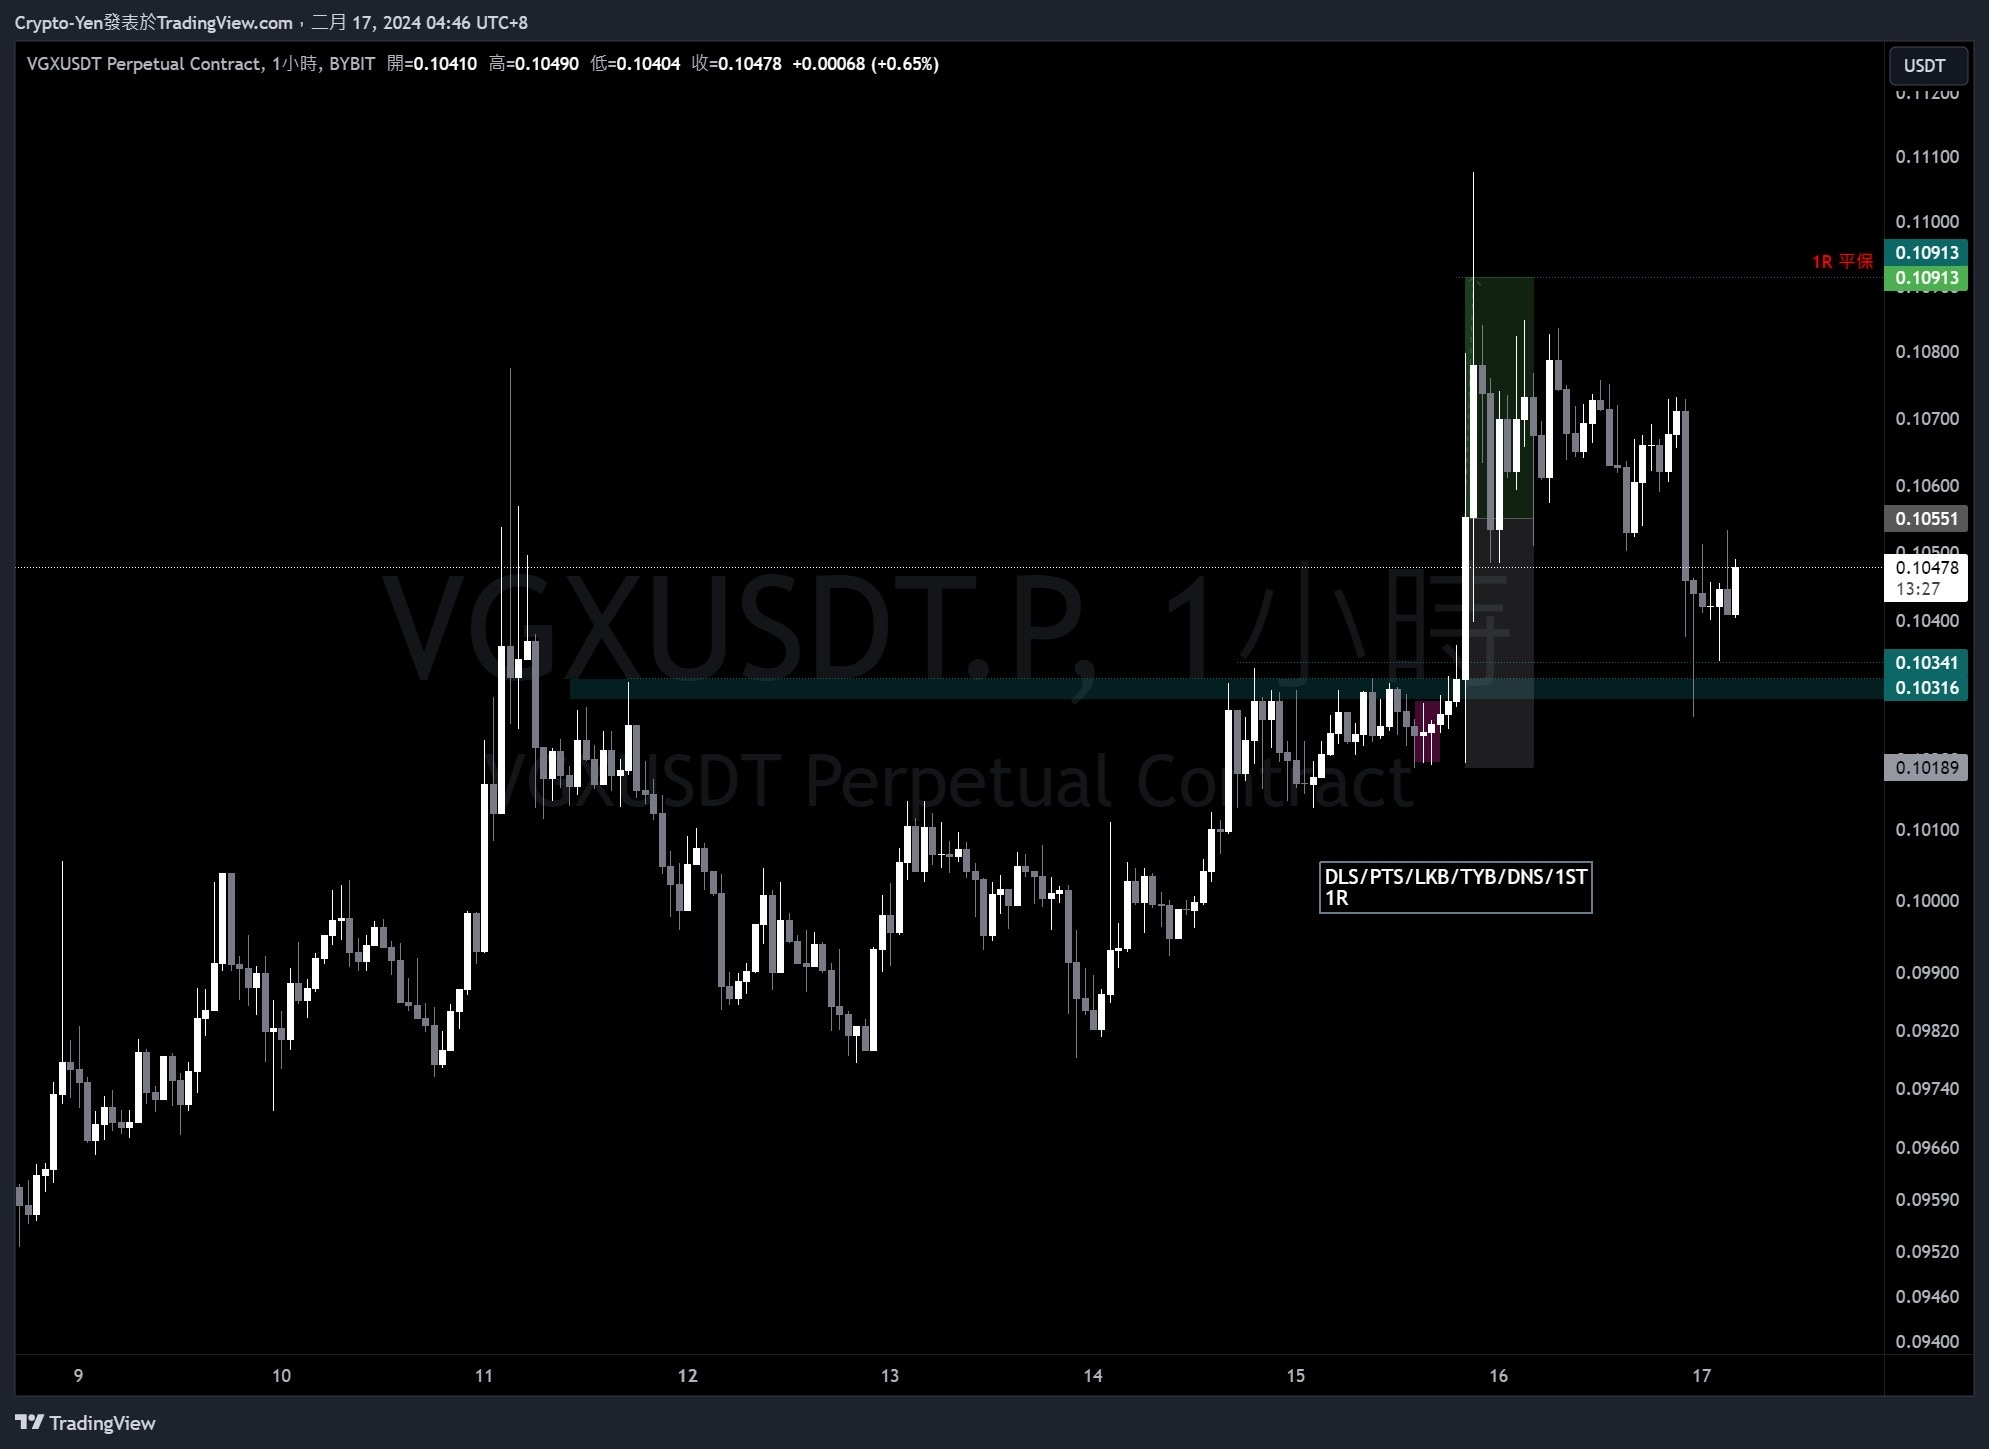 Crypto-Yen發表於TradingView.com，二月 17, 2024 04:46 UTC+8
VGXUSDT Perpetual Contract, 1小時, BYBIT 開=0.10410 高=0.10490 低=0.10404 收=0.10478 +0.00068 (+0.65%)
USDT
0.11200
0.11100
0.11000
1R 平保
0.10913
0.10913
0.10800
0.10700
0.10600
0.10551
0.10500
0.10478
13:27
0.10400
VGXUSDT.P, 1小時
0.10341
0.10316
VGXUSDT Perpetual Contract
0.10189
0.10100
DLS/PTS/LKB/TYB/DNS/1ST
1R
0.10000
0.09900
0.09820
0.09740
0.09660
0.09590
0.09520
0.09460
0.09400
9 10 11 12 13 14 15 16 17
TradingView